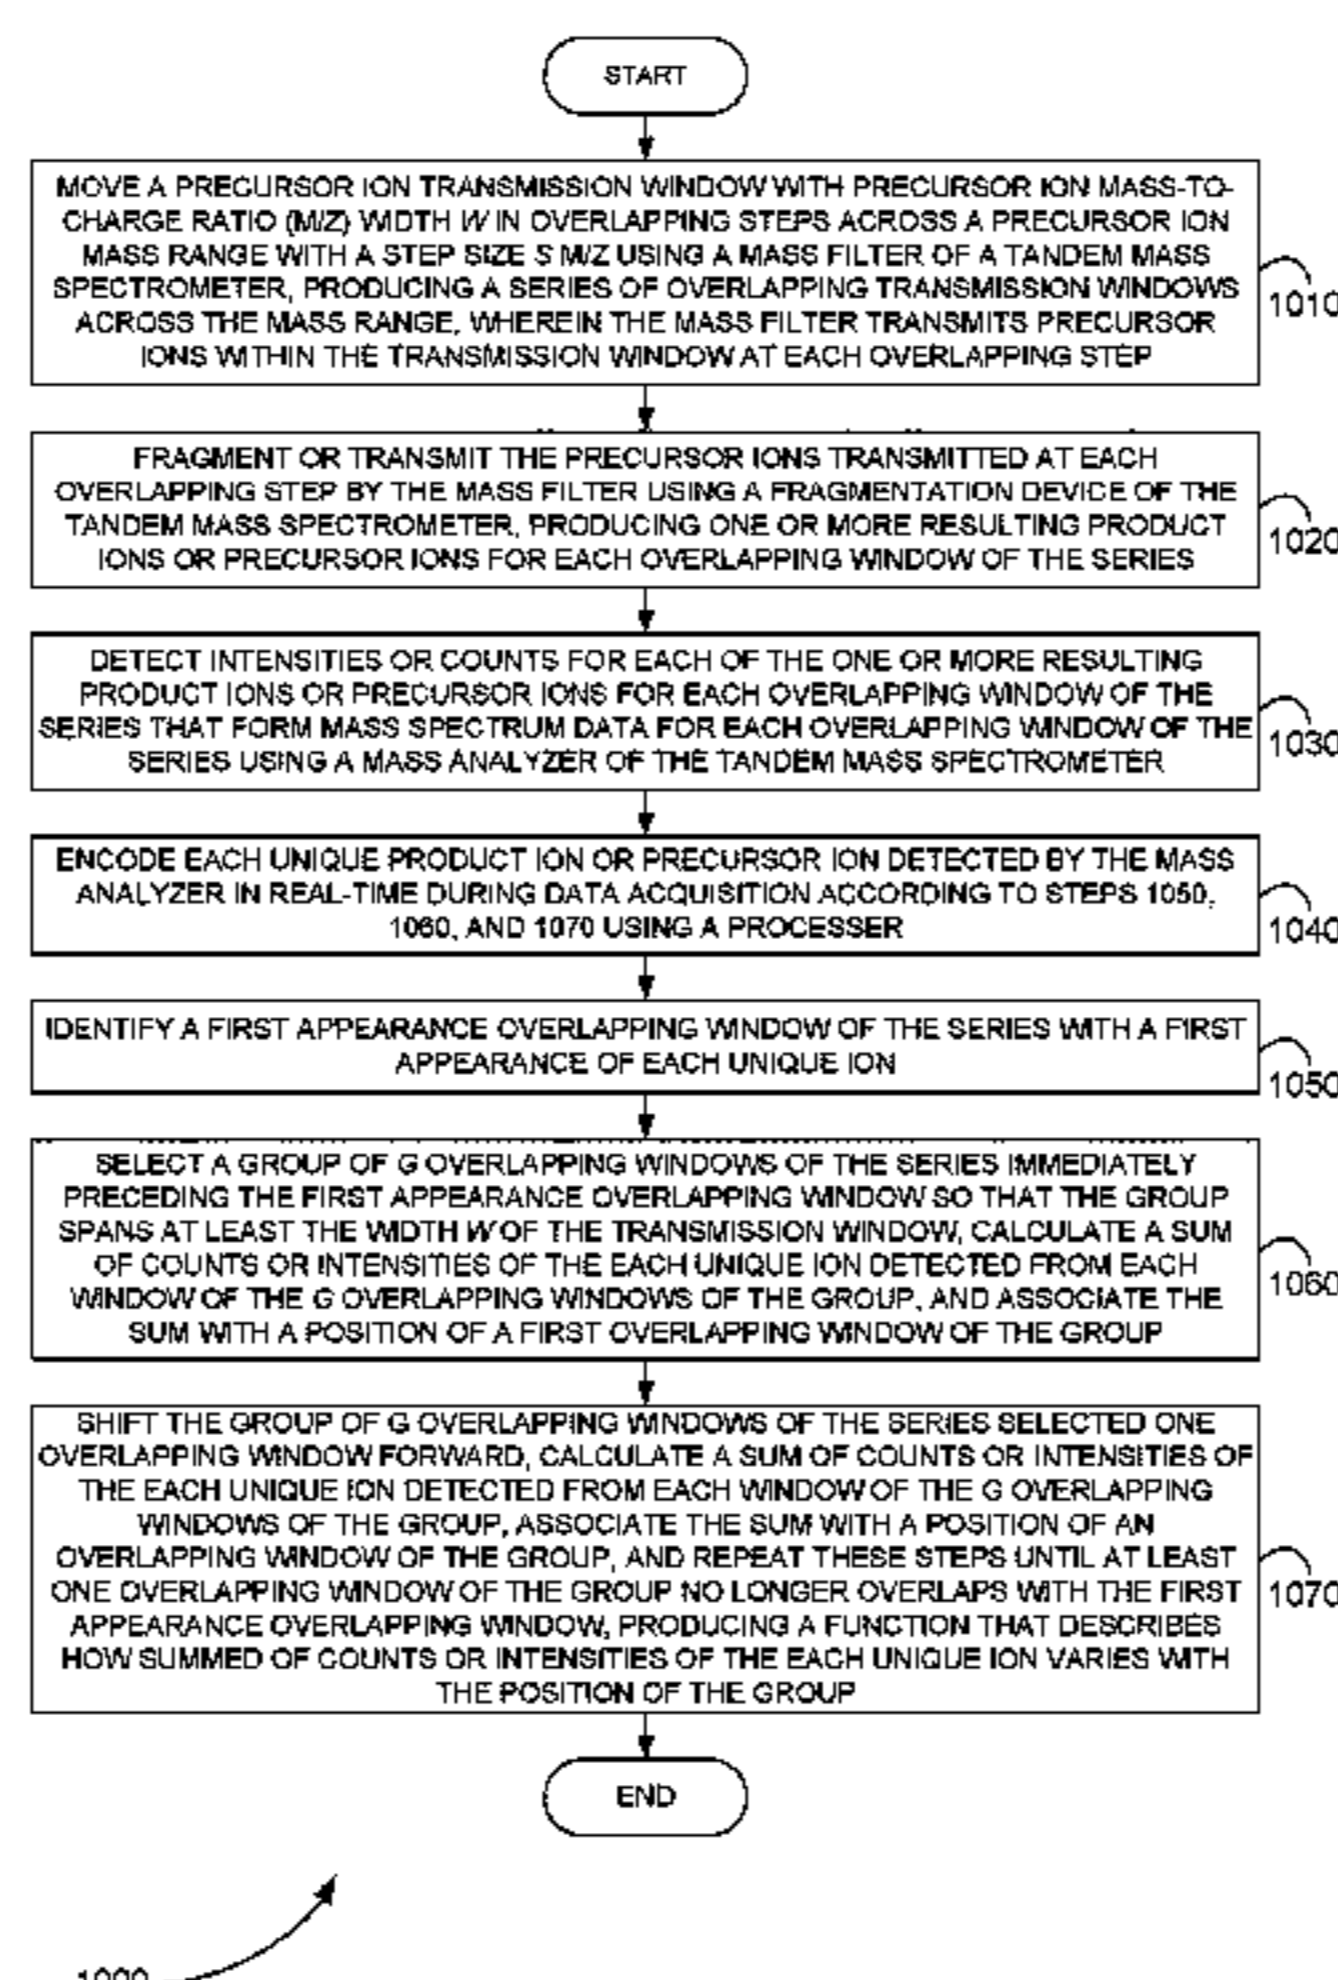 START
MOVE A PRECURSOR ION TRANSMISSION WINDOW WITH PRECURSOR ION MASS-TO-
CHARGE RATIO (M/Z) WIDTH W IN OVERLAPPING STEPS ACROSS A PRECURSOR ION
MASS RANGE WITH A STEP SIZE S M/Z USING A MASS FILTER OF A TANDEM MASS
SPECTROMETER, PRODUCING A SERIES OF OVERLAPPING TRANSMISSION WINDOWS
ACROSS THE MASS RANGE, WHEREIN THE MASS FILTER TRANSMITS PRECURSOR
IONS WITHIN THE TRANSMISSION WINDOW AT EACH OVERLAPPING STEP
1010
FRAGMENT OR TRANSMIT THE PRECURSOR IONS TRANSMITTED AT EACH
OVERLAPPING STEP BY THE MASS FILTER USING A FRAGMENTATION DEVICE OF THE
TANDEM MASS SPECTROMETER, PRODUCING ONE OR MORE RESULTING PRODUCT
IONS OR PRECURSOR IONS FOR EACH OVERLAPPING WINDOW OF THE SERIES
1020
DETECT INTENSITIES OR COUNTS FOR EACH OF THE ONE OR MORE RESULTING
PRODUCT IONS OR PRECURSOR IONS FOR EACH OVERLAPPING WINDOW OF THE
SERIES THAT FORM MASS SPECTRUM DATA FOR EACH OVERLAPPING WINDOW OF THE
SERIES USING A MASS ANALYZER OF THE TANDEM MASS SPECTROMETER
1030
ENCODE EACH UNIQUE PRODUCT ION OR PRECURSOR ION DETECTED BY THE MASS
ANALYZER IN REAL-TIME DURING DATA ACQUISITION ACCORDING TO STEPS 1050,
1060, AND 1070 USING A PROCESSER
1040
IDENTIFY A FIRST APPEARANCE OVERLAPPING WINDOW OF THE SERIES WITH A FIRST
APPEARANCE OF EACH UNIQUE ION
1050
SELECT A GROUP OF G OVERLAPPING WINDOWS OF THE SERIES IMMEDIATELY
PRECEDING THE FIRST APPEARANCE OVERLAPPING WINDOW SO THAT THE GROUP
SPANS AT LEAST THE WIDTH W OF THE TRANSMISSION WINDOW, CALCULATE A SUM
OF COUNTS OR INTENSITIES OF THE EACH UNIQUE ION DETECTED FROM EACH
WINDOW OF THE G OVERLAPPING WINDOWS OF THE GROUP, AND ASSOCIATE THE
SUM WITH A POSITION OF A FIRST OVERLAPPING WINDOW OF THE GROUP
1060
SHIFT THE GROUP OF G OVERLAPPING WINDOWS OF THE SERIES SELECTED ONE
OVERLAPPING WINDOW FORWARD, CALCULATE A SUM OF COUNTS OR INTENSITIES OF
THE EACH UNIQUE ION DETECTED FROM EACH WINDOW OF THE G OVERLAPPING
WINDOWS OF THE GROUP, ASSOCIATE THE SUM WITH A POSITION OF AN
OVERLAPPING WINDOW OF THE GROUP, AND REPEAT THESE STEPS UNTIL AT LEAST
ONE OVERLAPPING WINDOW OF THE GROUP NO LONGER OVERLAPS WITH THE FIRST
APPEARANCE OVERLAPPING WINDOW, PRODUCING A FUNCTION THAT DESCRIBES
HOW SUMMED OF COUNTS OR INTENSITIES OF THE EACH UNIQUE ION VARIES WITH
THE POSITION OF THE GROUP
1070
END